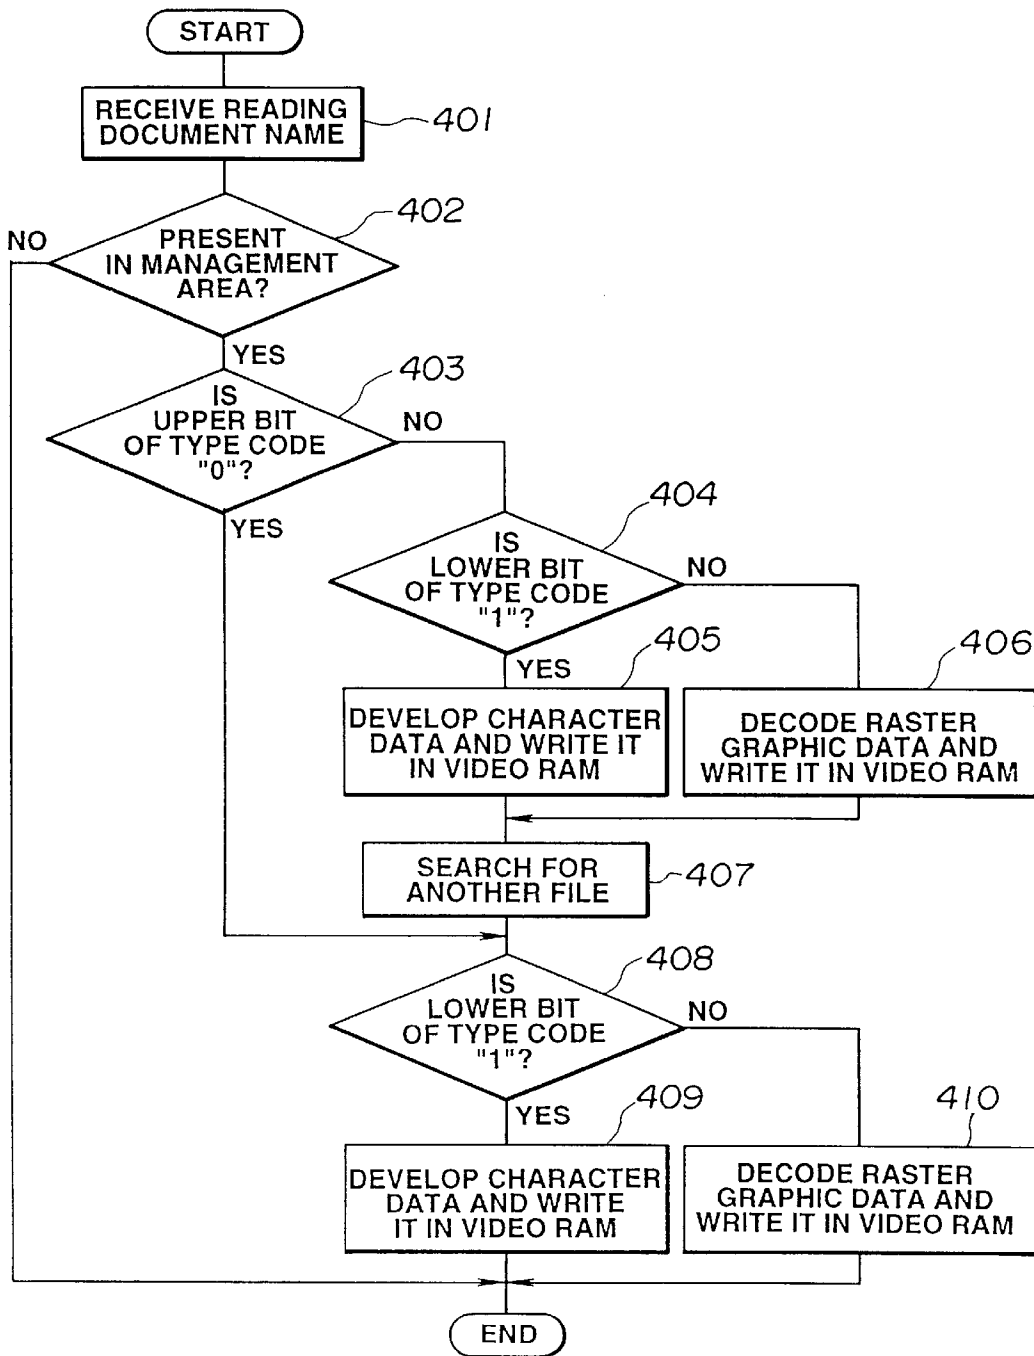 START
RECEIVE READING
DOCUMENT NAME
401
402
NO
PRESENT
IN MANAGEMENT
AREA?
YES
403
IS
UPPER BIT
OF TYPE CODE
"0"?
NO
YES
404
IS
LOWER BIT
OF TYPE CODE
"1"?
NO
YES
405
406
DEVELOP CHARACTER
DATA AND WRITE IT
IN VIDEO RAM
DECODE RASTER
GRAPHIC DATA AND
WRITE IT IN VIDEO RAM
SEARCH FOR
ANOTHER FILE
407
408
IS
LOWER BIT
OF TYPE CODE
"1"?
NO
YES
409
410
DEVELOP CHARACTER
DATA AND WRITE
IT IN VIDEO RAM
DECODE RASTER
GRAPHIC DATA AND
WRITE IT IN VIDEO RAM
END